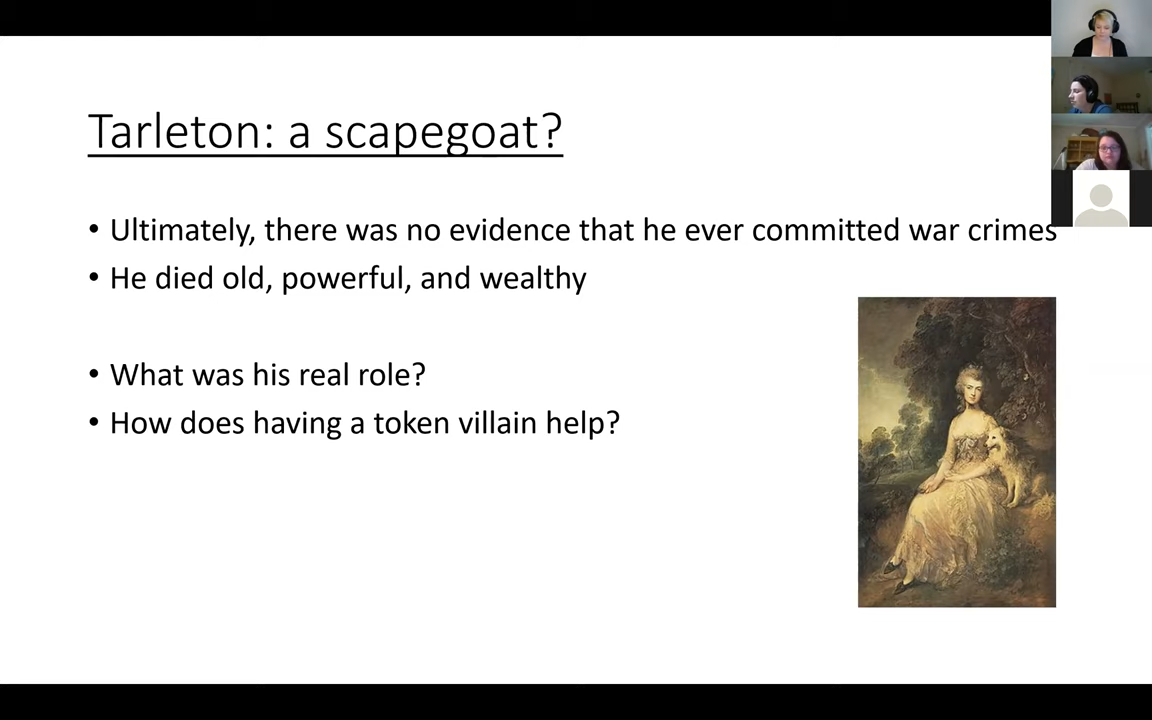 Tarleton: a scapegoat?
• Ultimately, there was no evidence that he ever committed war crimes
• He died old, powerful, and wealthy
• What was his real role?
• How does having a token villain help?